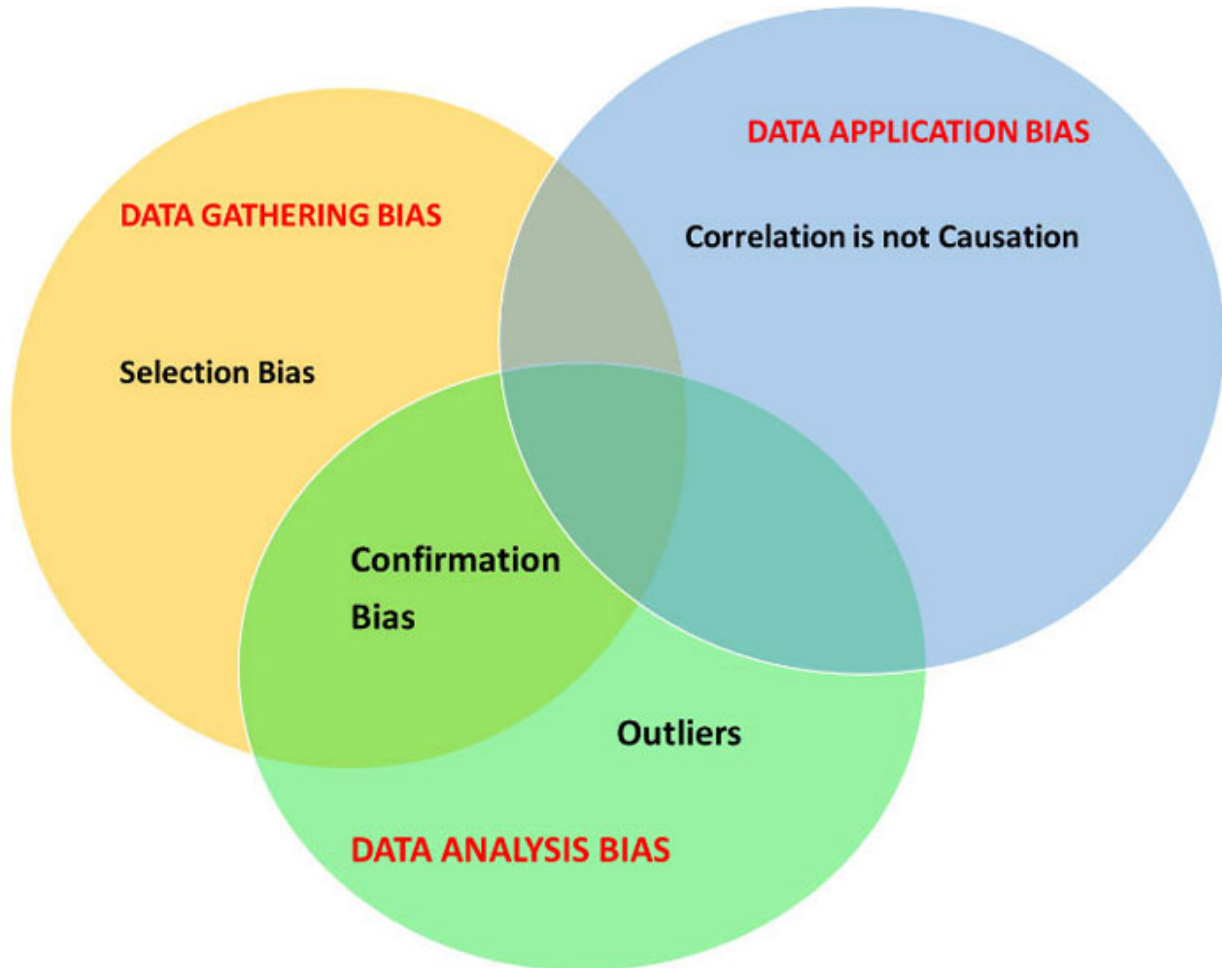 DATA APPLICATION BIAS
DATA GATHERING BIAS
Correlation is not Causation
Selection Bias
Confirmation
Bias
Outliers
DATA ANALYSIS BIAS